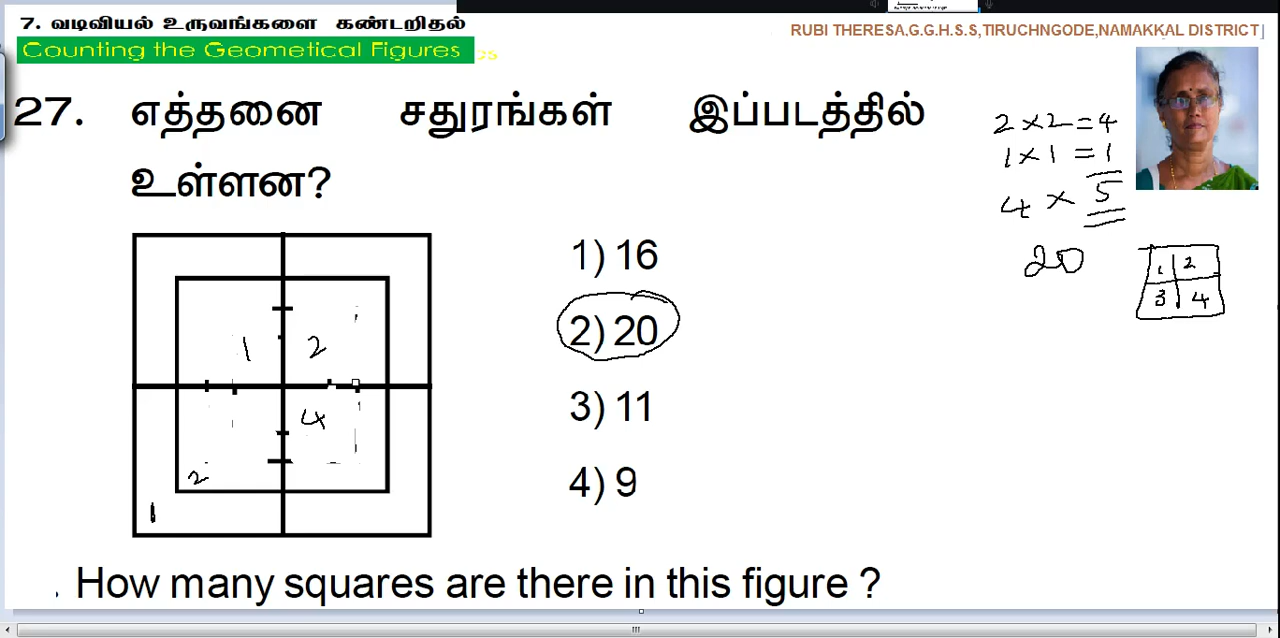 7. வடிவியல் உருவங்களை கண்டறிதல்
Counting the Geometical Figures
RUBI THERESA.G.G.H.S.S,TIRUCHNGODE,NAMAKKAL DISTRICT]
27. எத்தனை சதுரங்கள் இப்படத்தில்
உள்ளன?
2 × 2 = 4
1 × 1 = 1
4 × 5
20
1 2
3 4
1 2
4
2
1
1) 16
2) 20
3) 11
4) 9
. How many squares are there in this figure ?